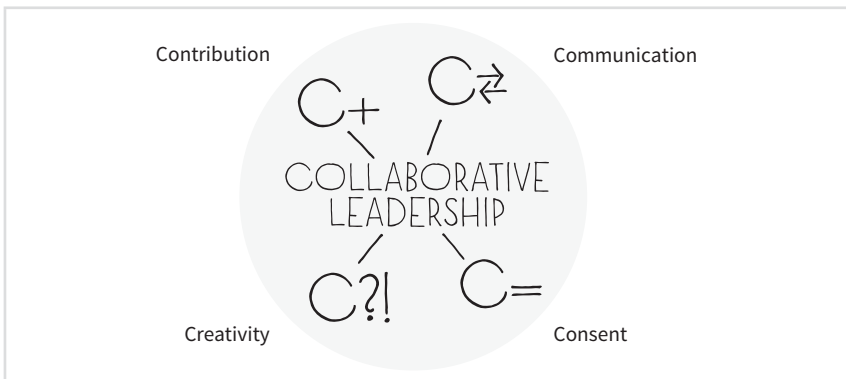 Contribution
Communication
C+
C⇄
COLLABORATIVE
LEADERSHIP
C?!
C=
Creativity
Consent